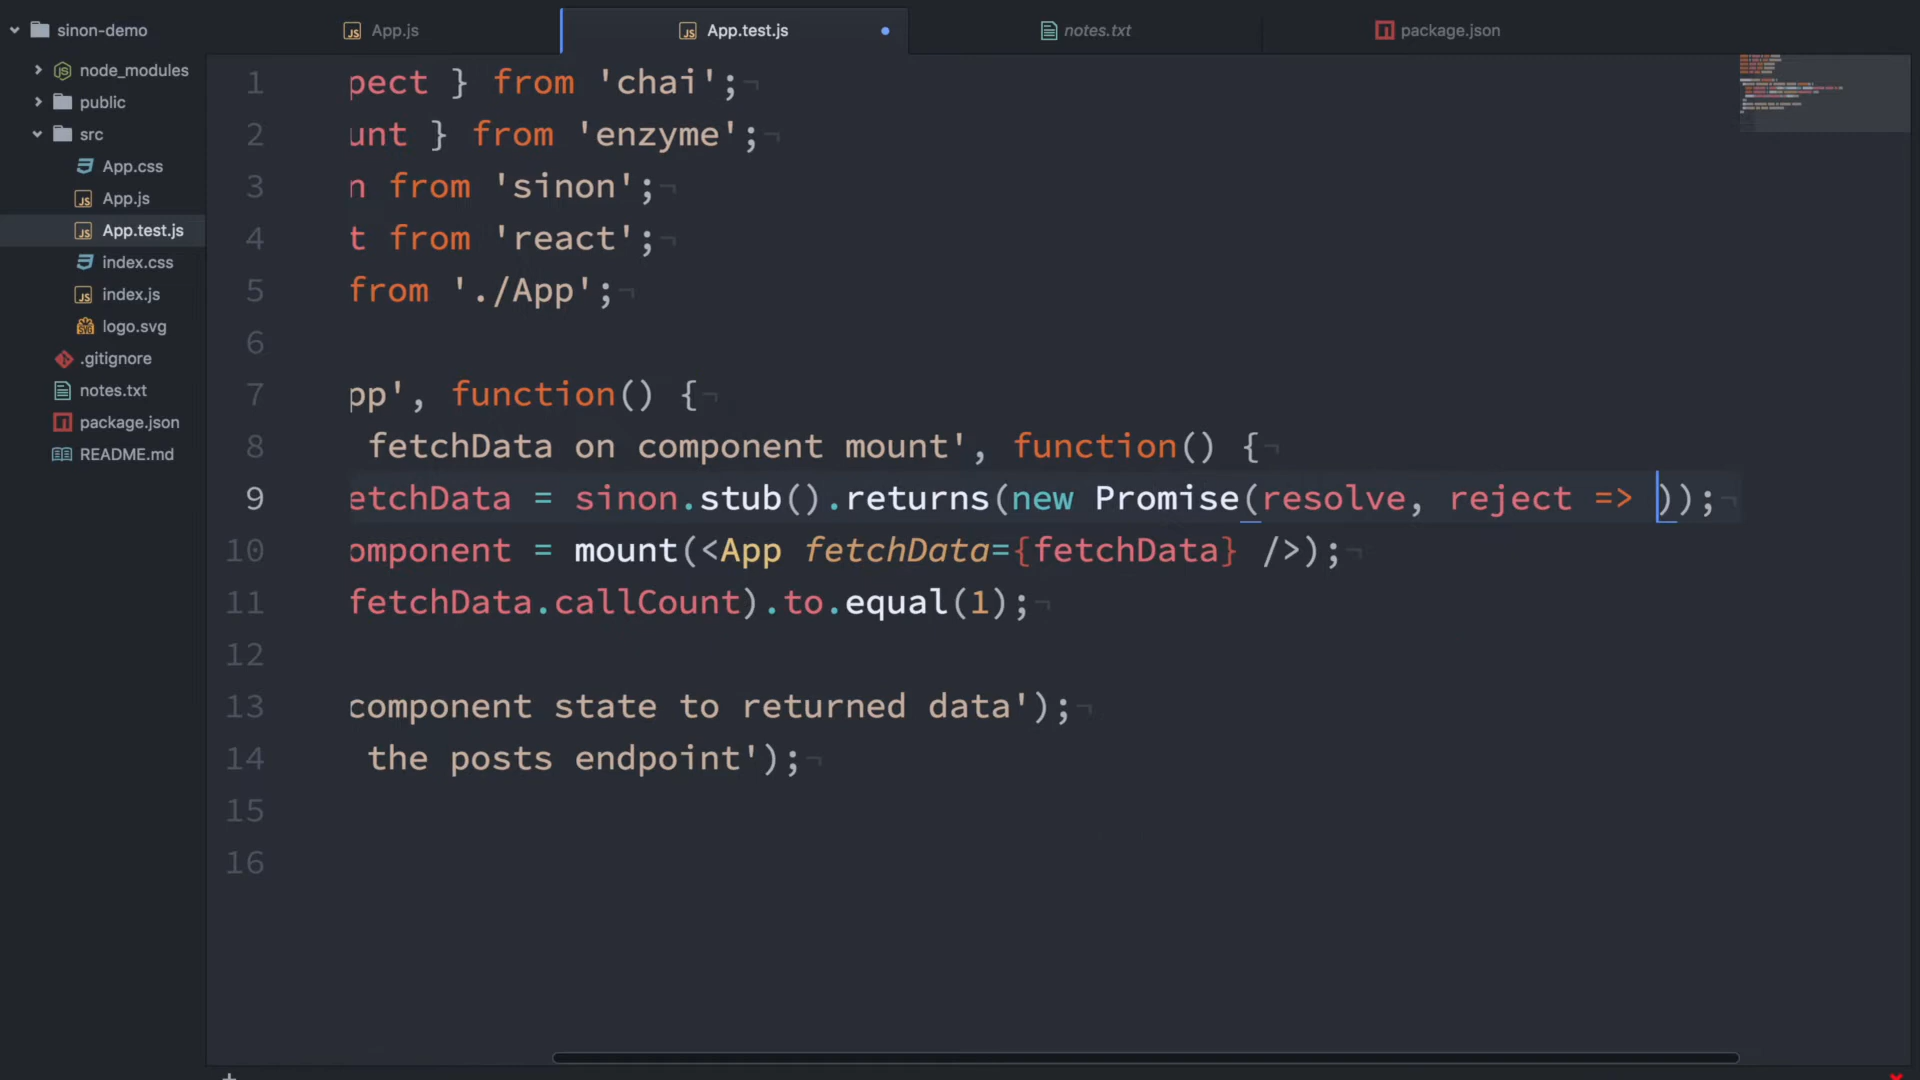 sinon-demo
App.js
App.test.js
notes.txt
package.json
node_modules
public
src
App.css
App.js
App.test.js
index.css
index.js
logo.svg
.gitignore
notes.txt
package.json
README.md
1 pect } from 'chai';¬
2 unt } from 'enzyme';¬
3 n from 'sinon';¬
4 t from 'react';¬
5 from './App';¬
6
7 pp', function() {¬
8 fetchData on component mount', function() {¬
9 etchData = sinon.stub().returns(new Promise(resolve, reject => ));¬
10 omponent = mount(<App fetchData={fetchData} />);¬
11 fetchData.callCount).to.equal(1);¬
12
13 component state to returned data');¬
14 the posts endpoint');¬
15
16